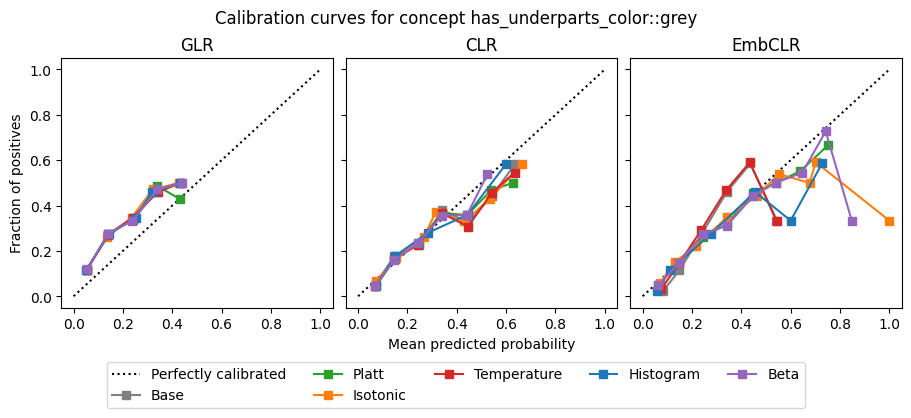 Calibration curves for concept has_underparts_color::grey
GLR
CLR
EmbCLR
Fraction of positives
1.0
0.8
0.6
0.4
0.2
0.0
0.0 0.2 0.4 0.6 0.8 1.0
0.0 0.2 0.4 0.6 0.8 1.0
0.0 0.2 0.4 0.6 0.8 1.0
Mean predicted probability
Perfectly calibrated Platt Temperature Histogram Beta
Base Isotonic